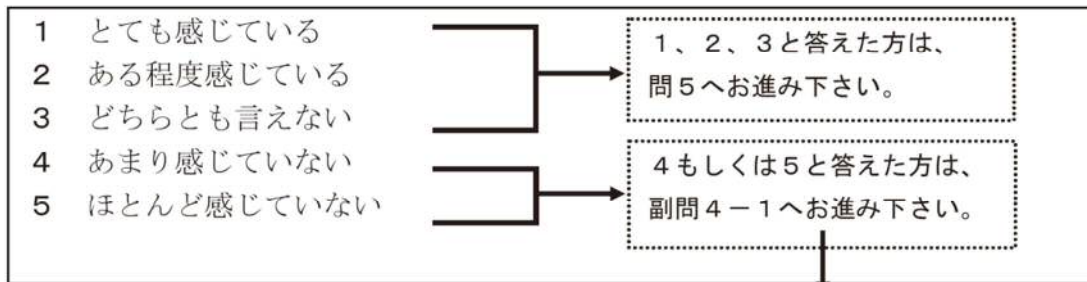 1 とても感じている
2 ある程度感じている
3 どちらとも言えない
4 あまり感じていない
5 ほとんど感じていない
1、2、3と答えた方は、
問5へお進み下さい。
4もしくは5と答えた方は、
副問4-1へお進み下さい。